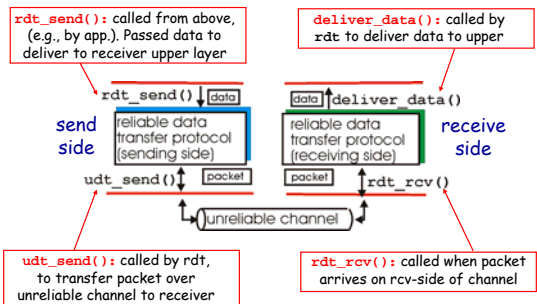 rdt_send(): called from above,
(e.g., by app.). Passed data to
deliver to receiver upper layer
deliver_data(): called by
rdt to deliver data to upper
rdt_send()
data
data
deliver_data()
send
side
reliable data
transfer protocol
(sending side)
reliable data
transfer protocol
(receiving side)
receive
side
udt_send()
packet
packet
rdt_rcv()
unreliable channel
udt_send(): called by rdt,
to transfer packet over
unreliable channel to receiver
rdt_rcv(): called when packet
arrives on rcv-side of channel